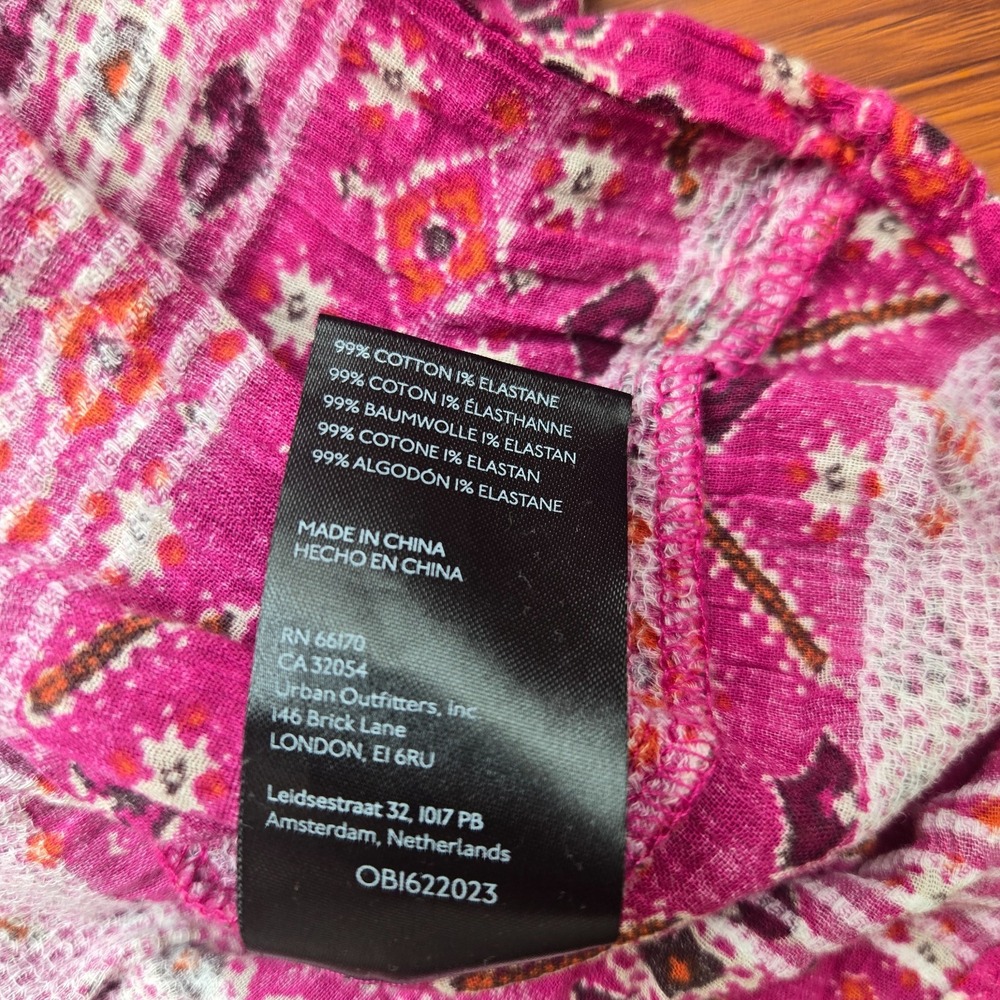 99% COTTON 1% ELASTANE
99% COTON 1% ÉLASTHANNE
99% BAUMWOLLE 1% ELASTAN
99% COTONE 1% ELASTAN
99% ALGODÓN 1% ELASTANE
MADE IN CHINA
HECHO EN CHINA
RN 66170
CA 32054
Urban Outfitters, Inc
146 Brick Lane
LONDON, E1 6RU
Leidsestraat 32, 1017 PB
Amsterdam, Netherlands
OB1622023